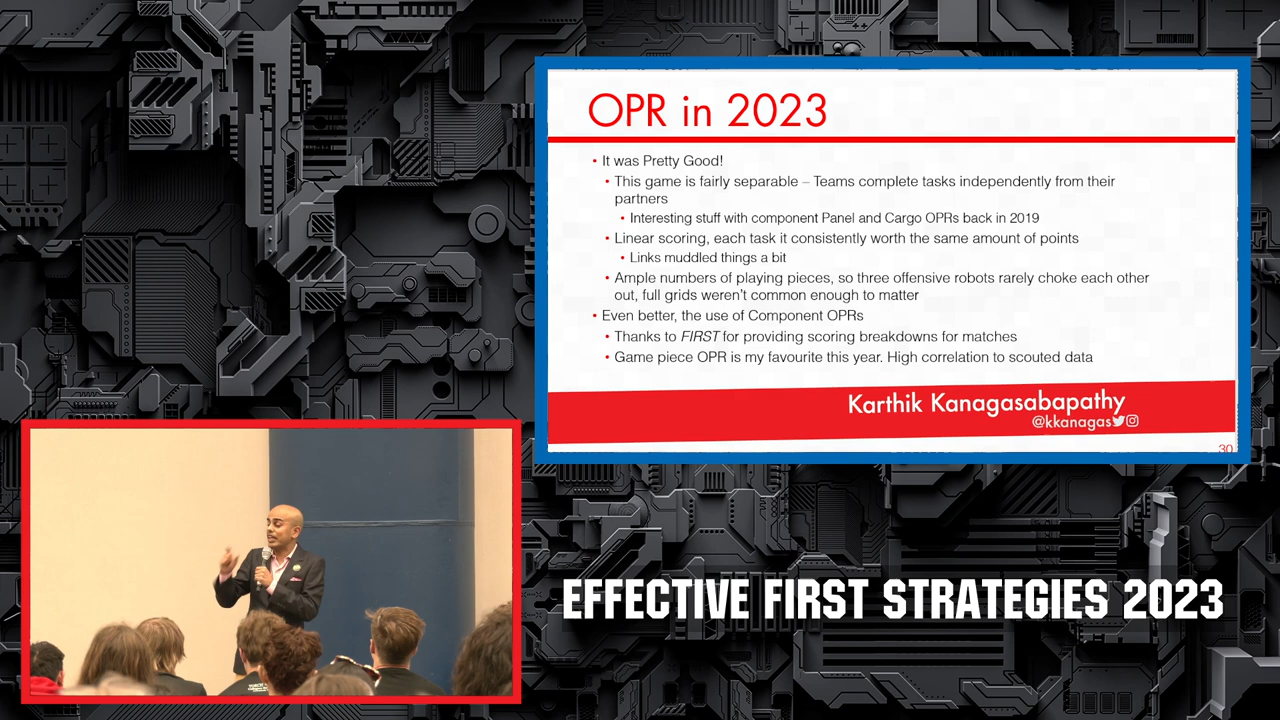 OPR in 2023
• It was Pretty Good!
• This game is fairly separable – Teams complete tasks independently from their
partners
• Interesting stuff with component Panel and Cargo OPRs back in 2019
• Linear scoring, each task it consistently worth the same amount of points
• Links muddled things a bit
• Ample numbers of playing pieces, so three offensive robots rarely choke each other
out, full grids weren't common enough to matter
• Even better, the use of Component OPRs
• Thanks to FIRST for providing scoring breakdowns for matches
• Game piece OPR is my favourite this year. High correlation to scouted data
Karthik Kanagasabapathy
@kkanagas
30
EFFECTIVE FIRST STRATEGIES 2023